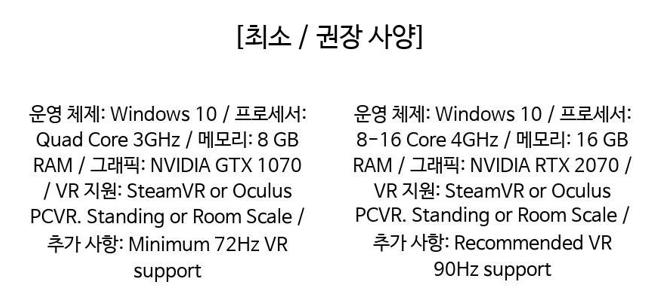 [최소 / 권장 사양]
운영 체제: Windows 10 / 프로세서:
Quad Core 3GHz / 메모리: 8 GB
RAM / 그래픽: NVIDIA GTX 1070
/ VR 지원: SteamVR or Oculus
PCVR. Standing or Room Scale /
추가 사항: Minimum 72Hz VR
support
운영 체제: Windows 10 / 프로세서:
8-16 Core 4GHz / 메모리: 16 GB
RAM / 그래픽: NVIDIA RTX 2070 /
VR 지원: SteamVR or Oculus
PCVR. Standing or Room Scale /
추가 사항: Recommended VR
90Hz support